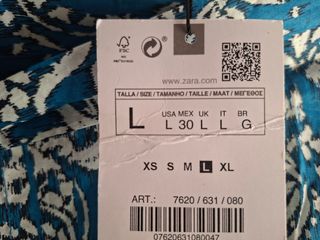 FSC
www.zara.com
TALLA / SIZE / TAMANHO / TAILLE / MAAT / ΜΕΓΕΘΟΣ
L
USA MEX UK IT BR
L 30 L L G
XS S M L XL
ART.: 7620 / 631 / 080
07620631080047